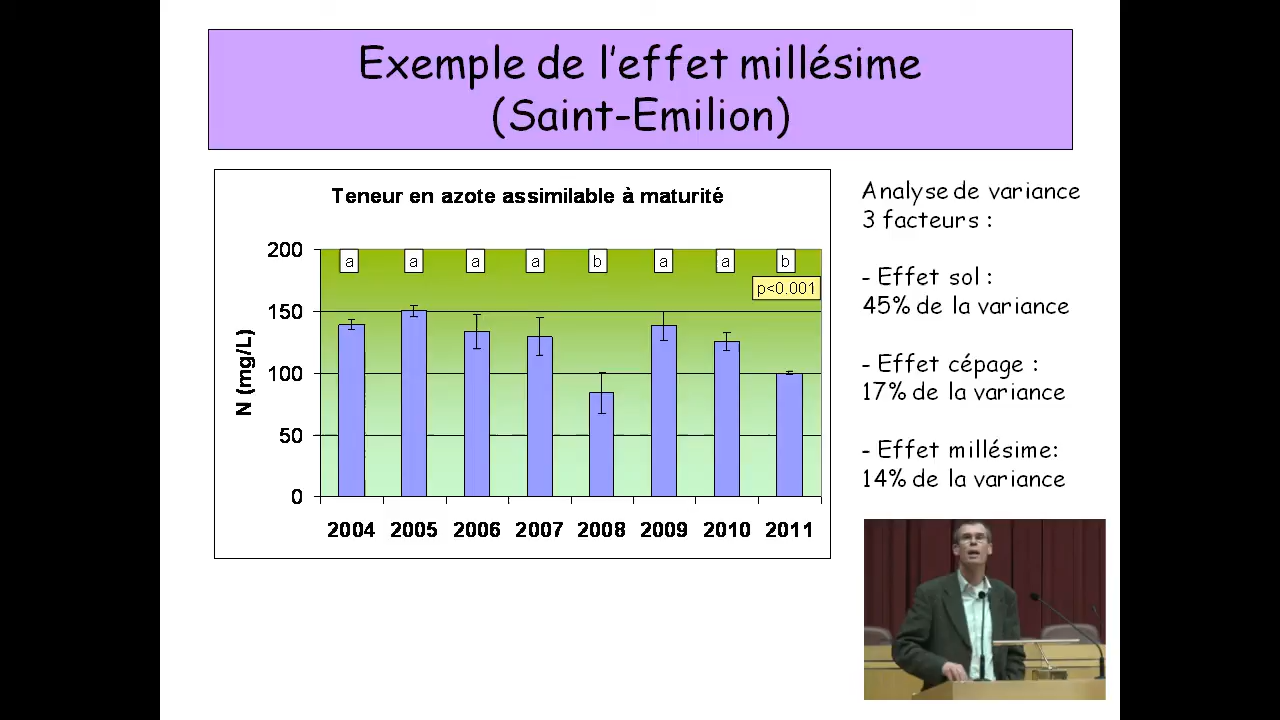 Exemple de l'effet millésime
(Saint-Emilion)
Teneur en azote assimilable à maturité
N (mg/L)
200
150
100
50
0
a a a a b a a b
p<0.001
2004 2005 2006 2007 2008 2009 2010 2011
Analyse de variance
3 facteurs :
- Effet sol :
45% de la variance
- Effet cépage :
17% de la variance
- Effet millésime:
14% de la variance